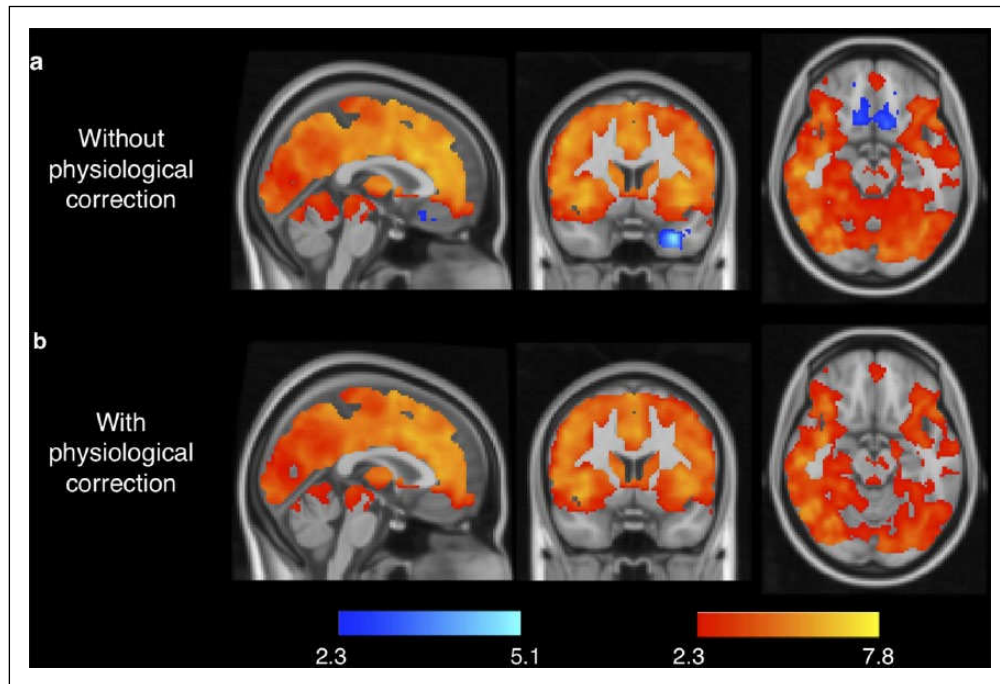 a
Without
physiological
correction
b
With
physiological
correction
2.3 5.1 2.3 7.8